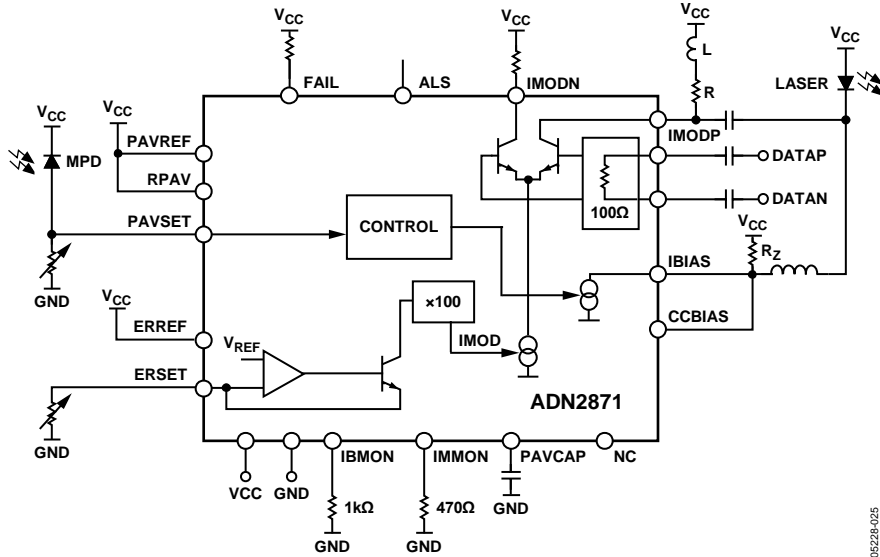 VCC VCC VCC
VCC
L
FAIL ALS IMODN LASER
R
VCC VCC
IMODP
MPD PAVREF
DATAP
RPAV
DATAN
100Ω
PAVSET CONTROL
VCC
RZ
IBIAS
GND
VCC
×100
CCBIAS
ERREF
IMOD
VREF
ERSET
ADN2871
GND
IBMON IMMON PAVCAP NC
VCC GND
1kΩ 470Ω GND
GND GND
05228-025